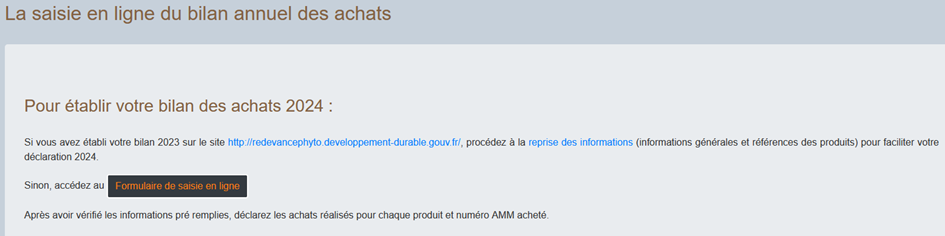 La saisie en ligne du bilan annuel des achats
Pour établir votre bilan des achats 2024 :
Si vous avez établi votre bilan 2023 sur le site http://redevancephyto.developpement-durable.gouv.fr/, procédez à la reprise des informations (informations générales et références des produits) pour faciliter votre
déclaration 2024.
Sinon, accédez au Formulaire de saisie en ligne
Après avoir vérifié les informations pré remplies, déclarez les achats réalisés pour chaque produit et numéro AMM acheté.